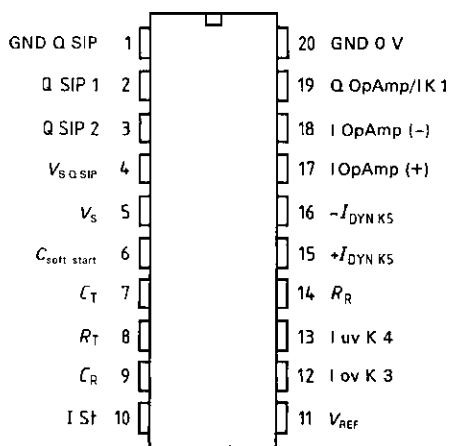 GND Q SIP 1 20 GND 0 V
Q SIP 1 2 19 Q OpAmp/I K 1
Q SIP 2 3 18 I OpAmp (−)
V_S Q SIP 4 17 I OpAmp (+)
V_S 5 16 −I_DYN K5
C_soft start 6 15 +I_DYN K5
C_T 7 14 R_R
R_T 8 13 I uv K 4
C_R 9 12 I ov K 3
I St 10 11 V_REF